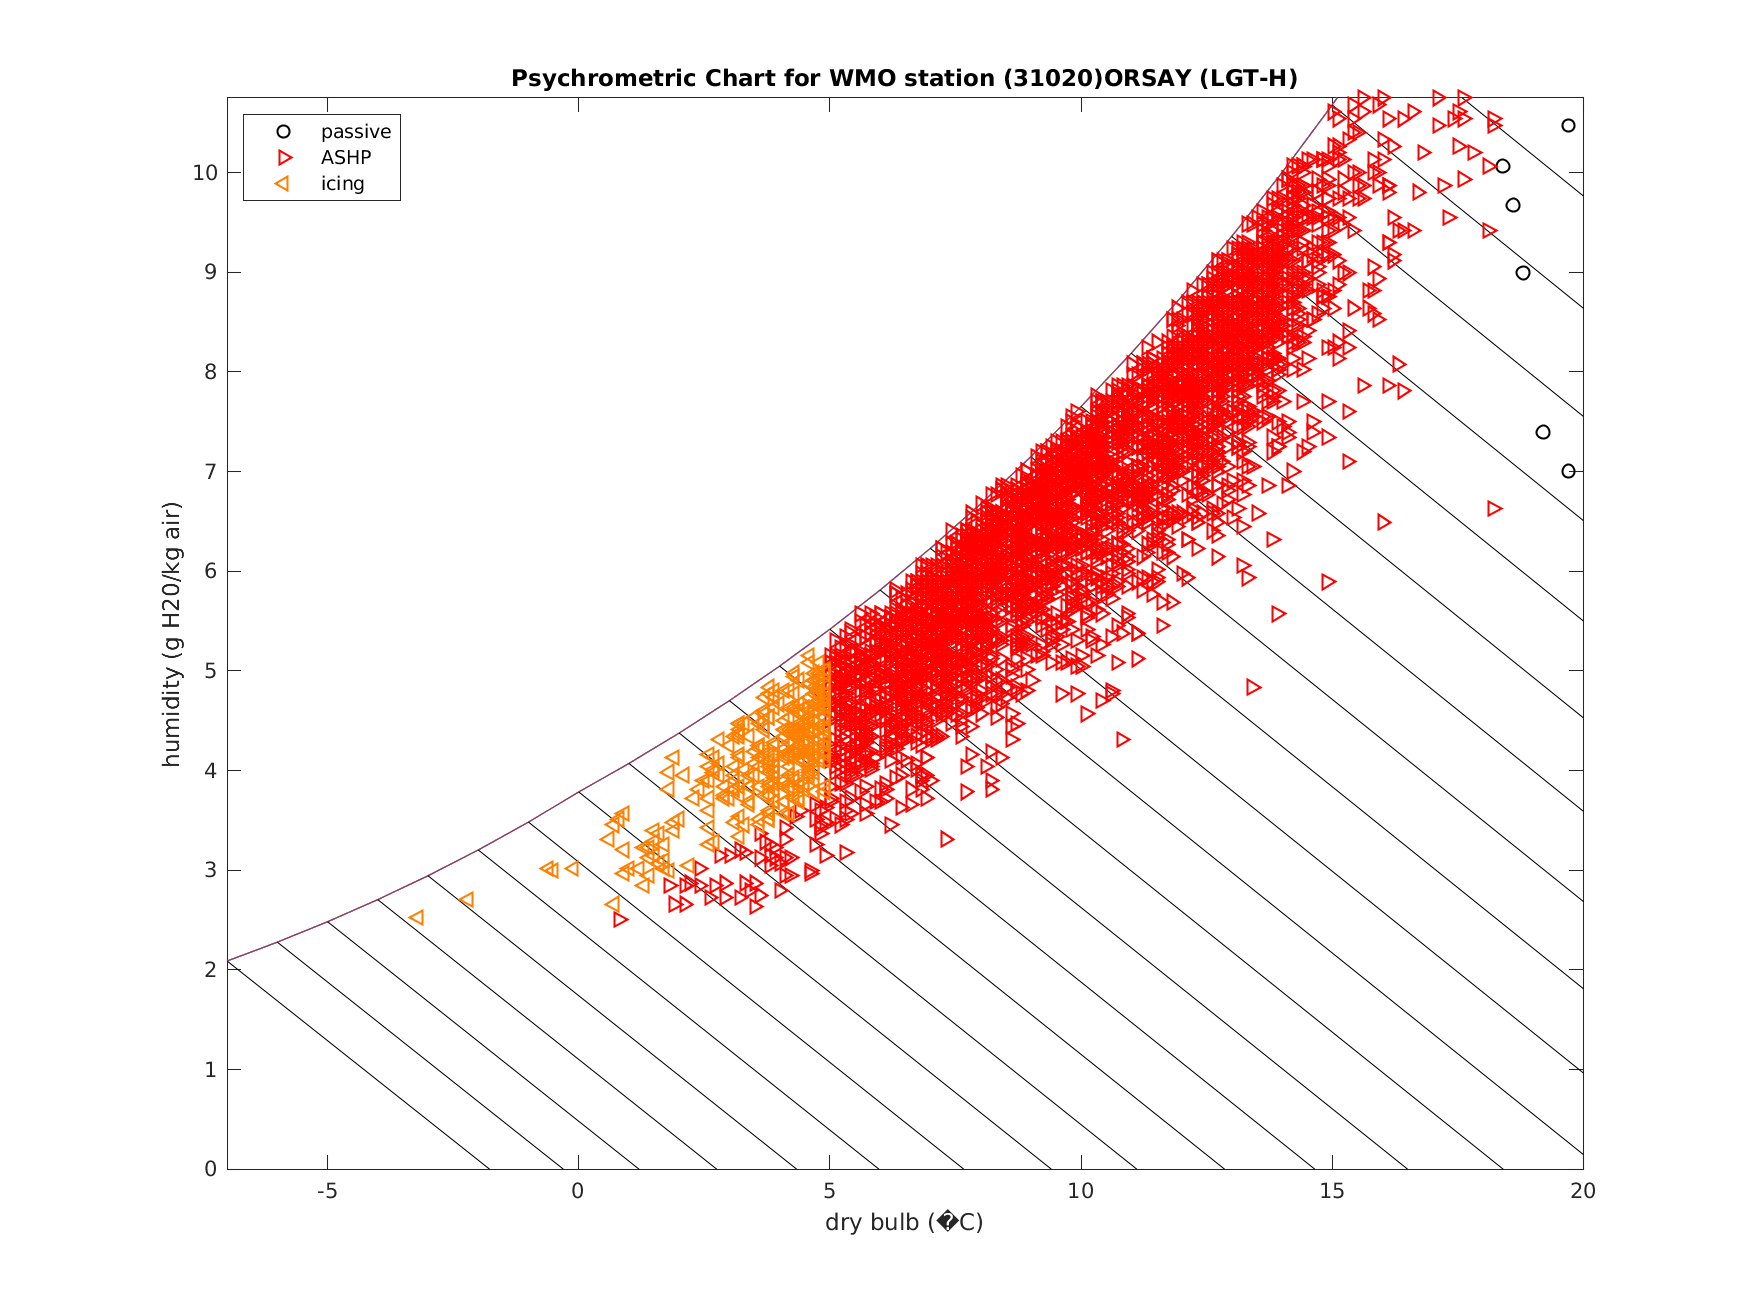 Psychrometric Chart for WMO station (31020)ORSAY (LGT-H)
passive
ASHP
icing
10
9
8
7
6
5
4
3
2
1
0
humidity (g H20/kg air)
-5
0
5
10
15
20
dry bulb (�C)